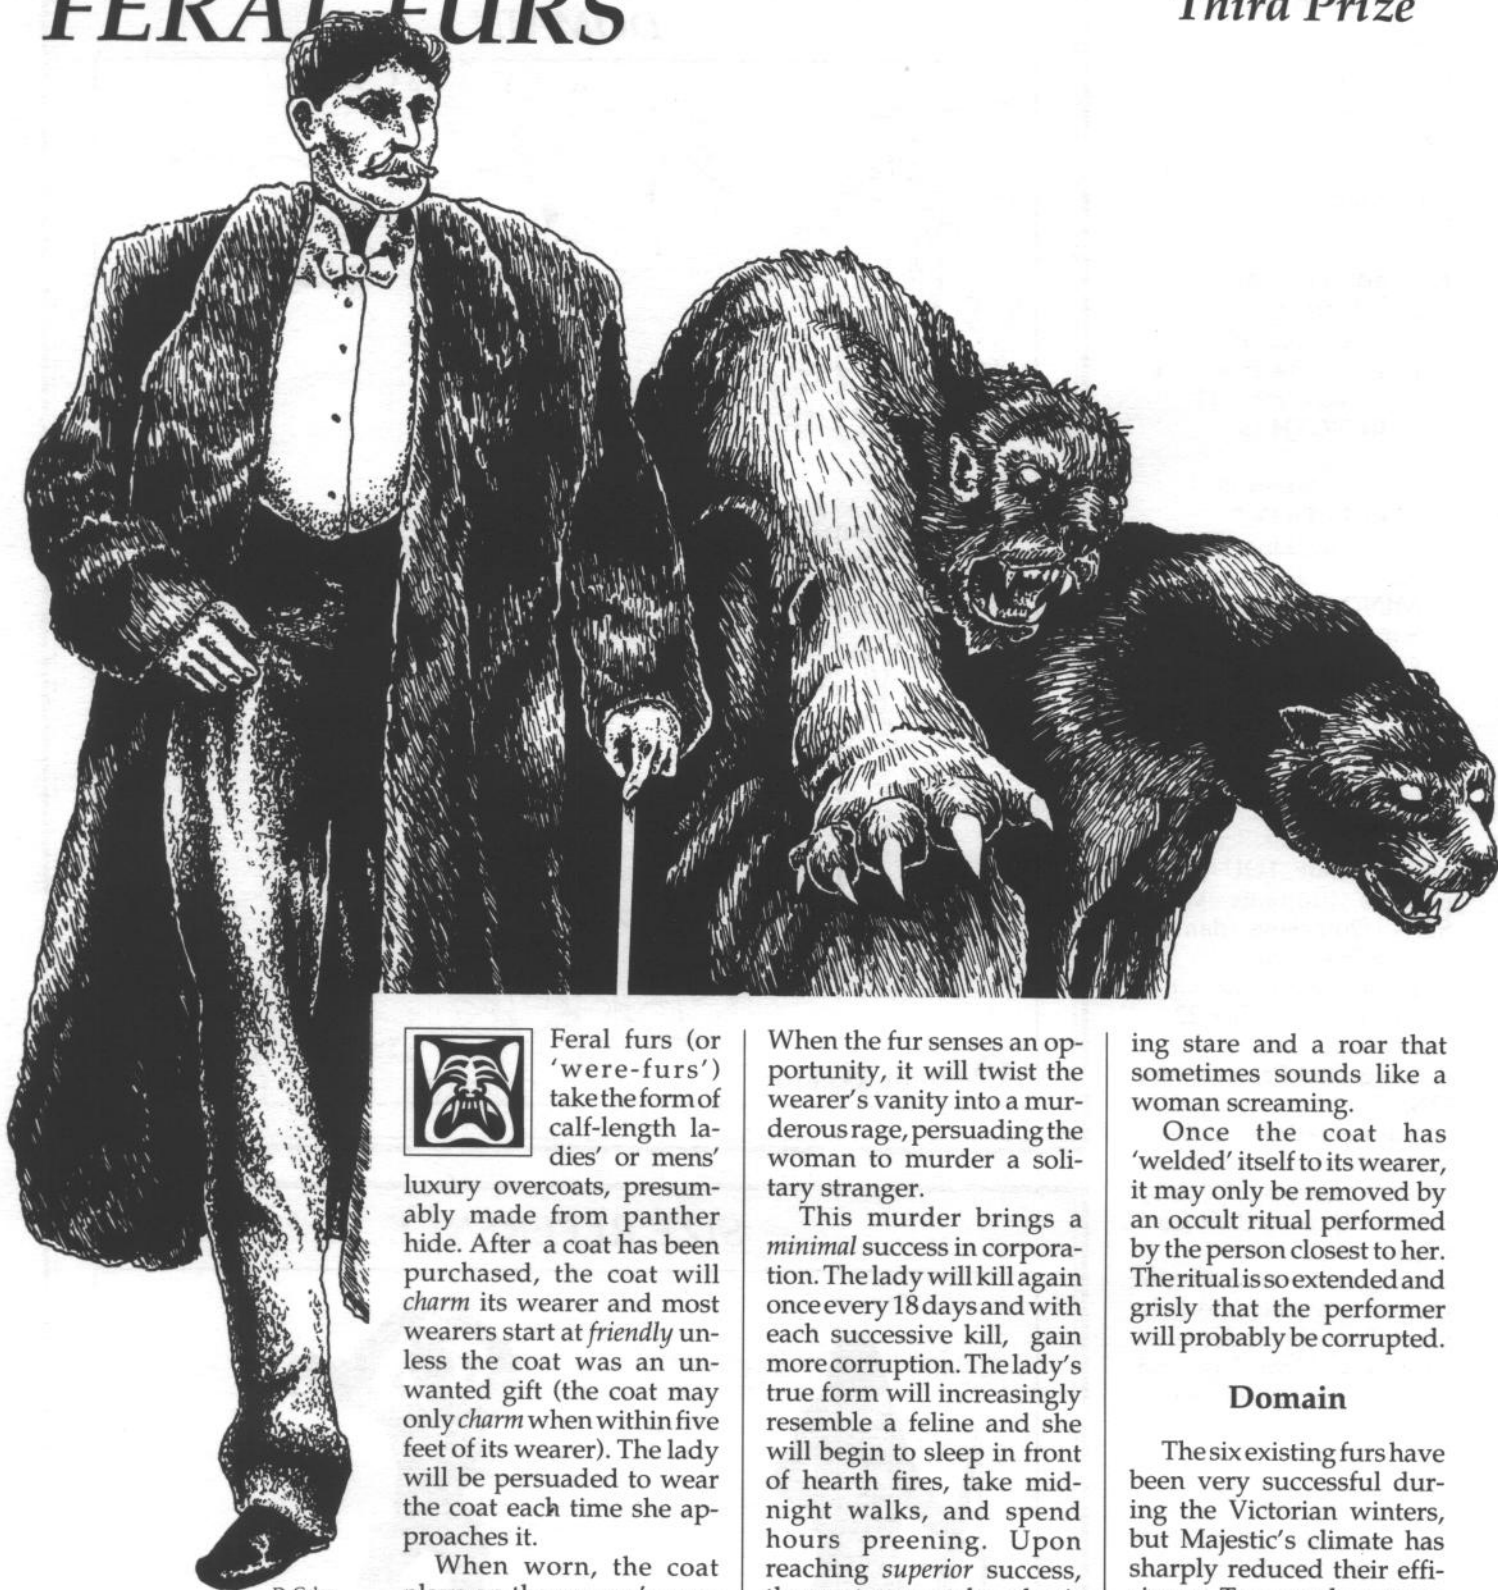 FERAL FURS
Third Prize
Feral furs (or
'were-furs')
take the form of
calf-length la-
dies' or mens'
luxury overcoats, presum-
ably made from panther
hide. After a coat has been
purchased, the coat will
charm its wearer and most
wearers start at friendly un-
less the coat was an un-
wanted gift (the coat may
only charm when within five
feet of its wearer). The lady
will be persuaded to wear
the coat each time she ap-
proaches it.
When worn, the coat
When the fur senses an op-
portunity, it will twist the
wearer's vanity into a mur-
derous rage, persuading the
woman to murder a soli-
tary stranger.
This murder brings a
minimal success in corpora-
tion. The lady will kill again
once every 18 days and with
each successive kill, gain
more corruption. The lady's
true form will increasingly
resemble a feline and she
will begin to sleep in front
of hearth fires, take mid-
night walks, and spend
hours preening. Upon
reaching superior success,
ing stare and a roar that
sometimes sounds like a
woman screaming.
Once the coat has
'welded' itself to its wearer,
it may only be removed by
an occult ritual performed
by the person closest to her.
The ritual is so extended and
grisly that the performer
will probably be corrupted.
Domain
The six existing furs have
been very successful dur-
ing the Victorian winters,
but Majestic's climate has
sharply reduced their effi-